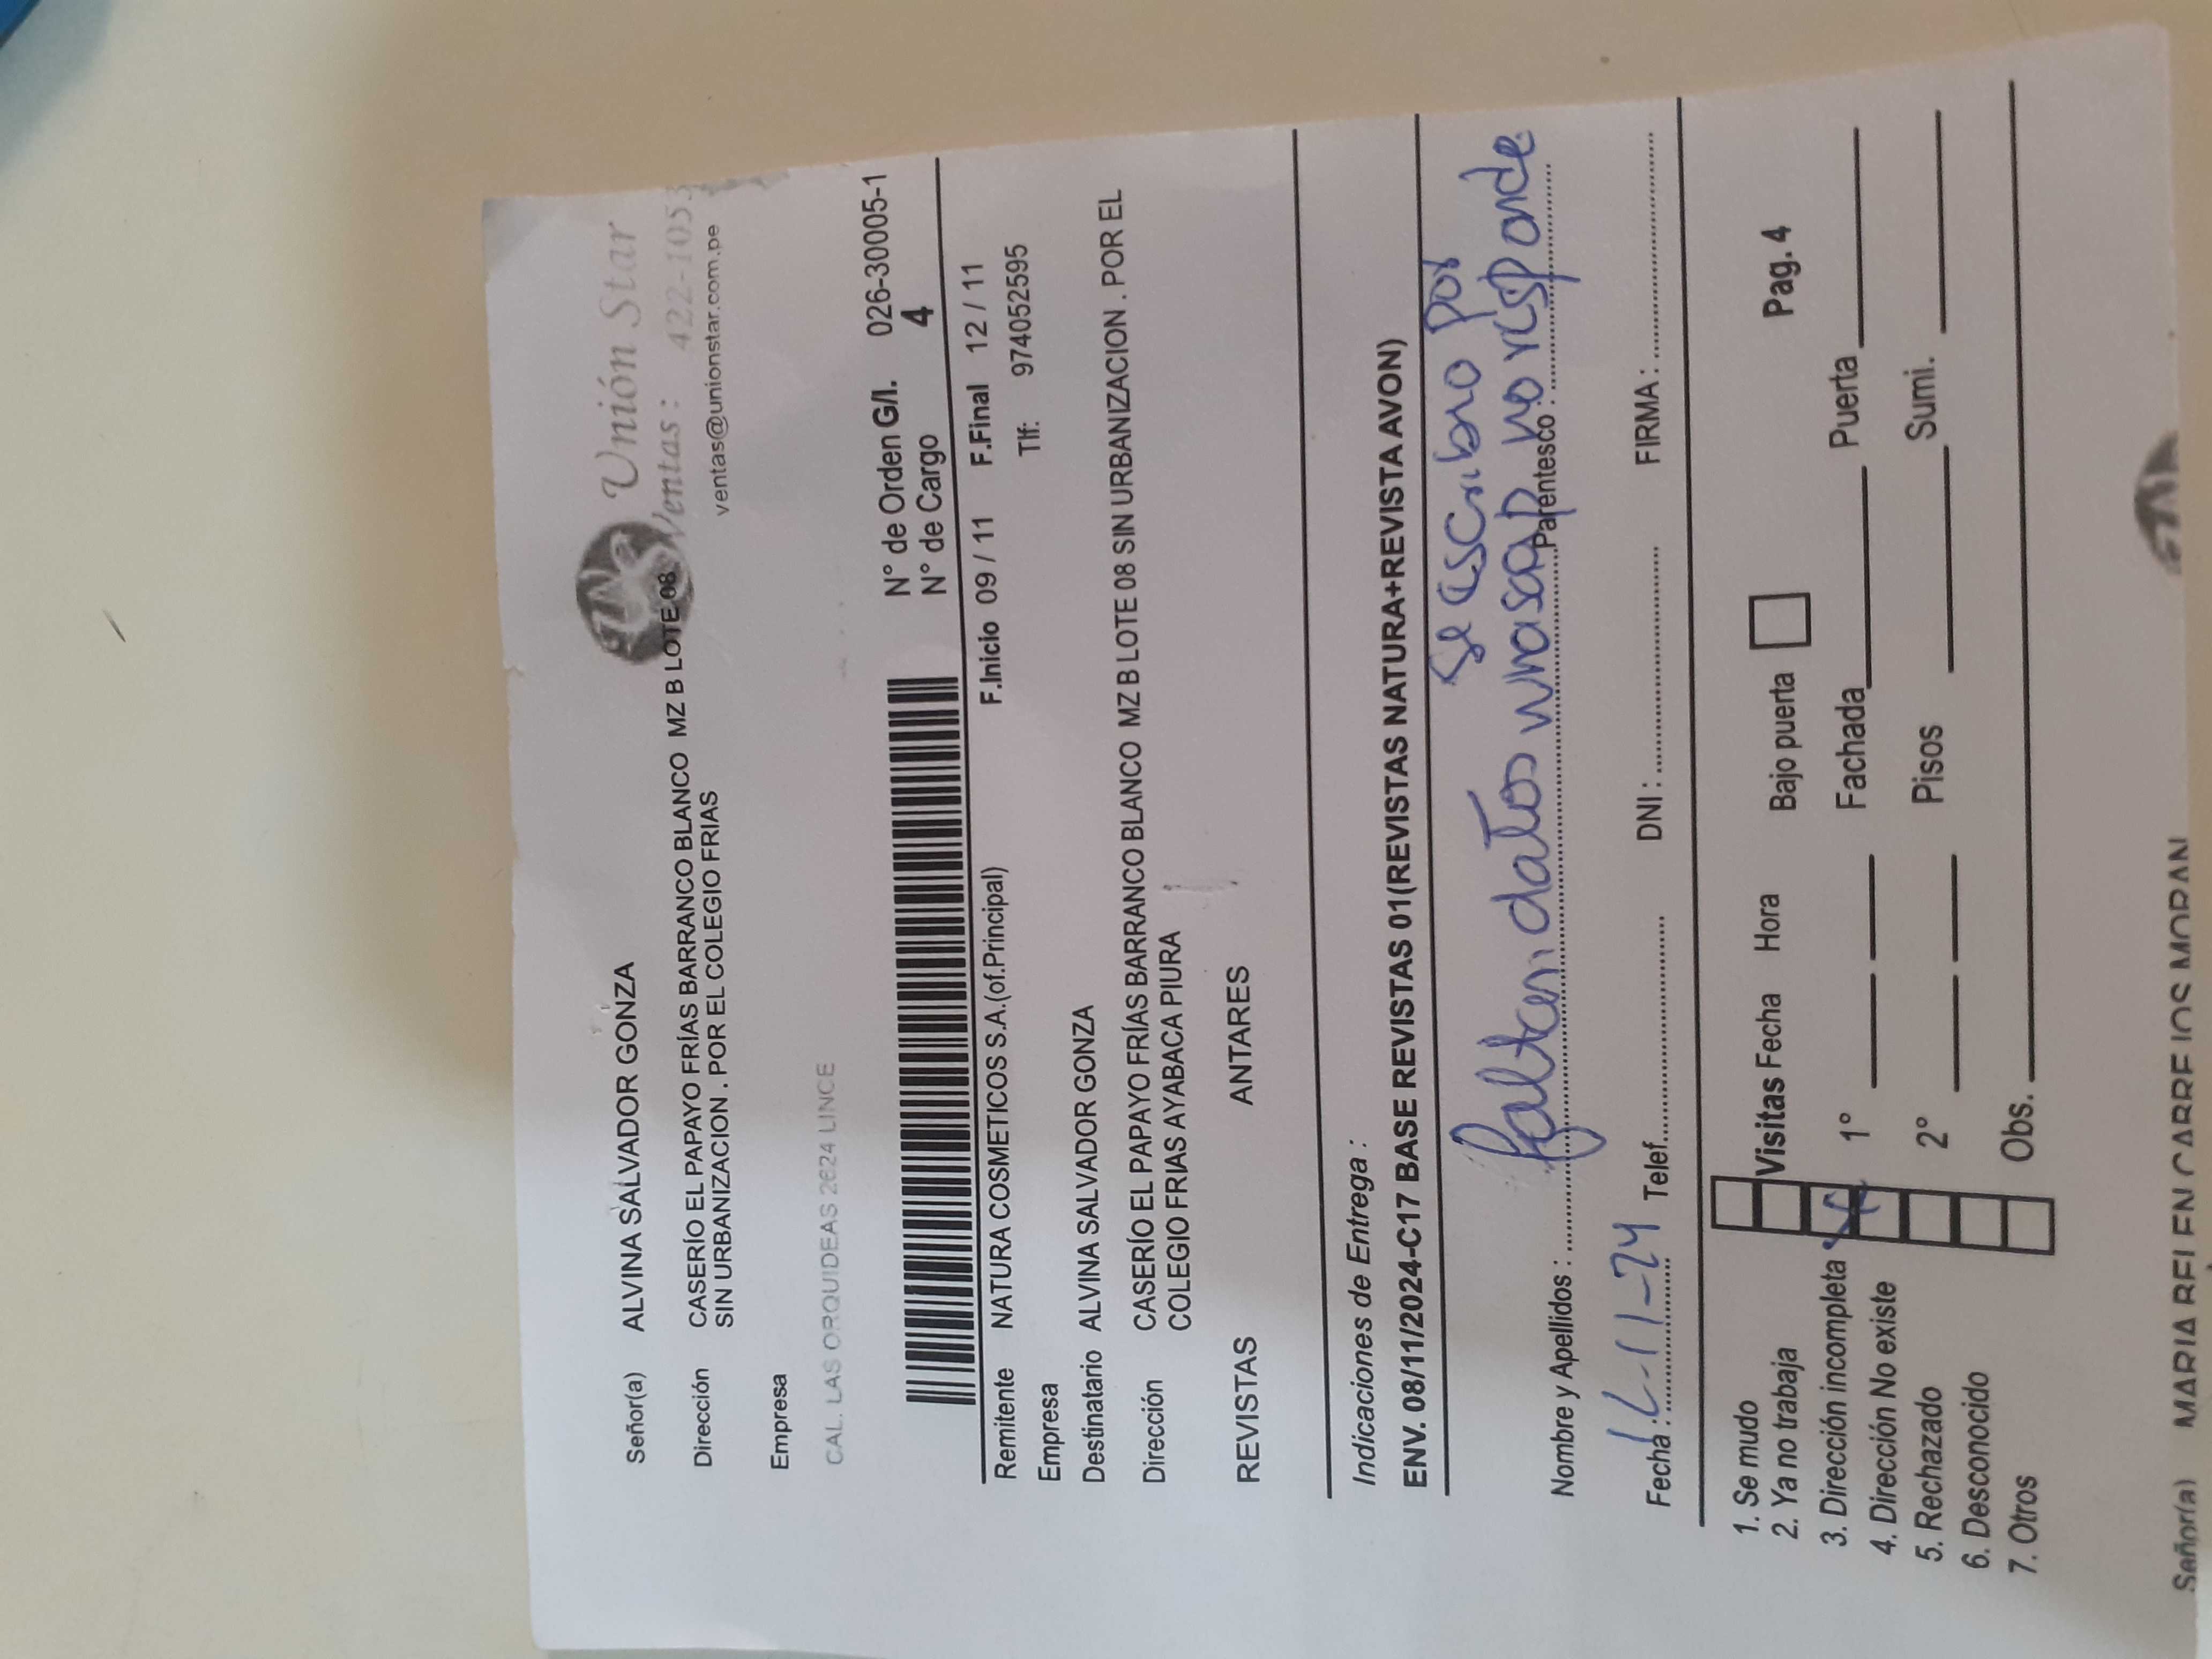 Unión Star
Ventas : 422-105
ventas@unionstar.com.pe
Señor(a) ALVINA SALVADOR GONZA
Dirección CASERÍO EL PAPAYO FRÍAS BARRANCO BLANCO MZ B LOTE 08
SIN URBANIZACION . POR EL COLEGIO FRIAS
Empresa
CAL. LAS ORQUIDEAS 2624 LINCE
N° de Orden G/I. 026-30005-1
N° de Cargo 4
F.Inicio 09 / 11 F.Final 12 / 11
Remitente NATURA COSMETICOS S.A.(of.Principal)
Tlf: 974052595
Empresa
Destinatario ALVINA SALVADOR GONZA
Dirección CASERÍO EL PAPAYO FRÍAS BARRANCO BLANCO MZ B LOTE 08 SIN URBANIZACION . POR EL
COLEGIO FRIAS AYABACA PIURA
REVISTAS ANTARES
Indicaciones de Entrega :
ENV. 08/11/2024-C17 BASE REVISTAS 01(REVISTAS NATURA+REVISTA AVON)
Se escribio por
faltan datos wasap no responde
Nombre y Apellidos : Parentesco :
Fecha : -11-24 Telef. DNI : FIRMA :
1. Se mudo
2. Ya no trabaja Visitas Fecha Hora Bajo puerta Pag. 4
3. Dirección incompleta 1° Fachada Puerta
4. Dirección No existe
5. Rechazado 2° Pisos Sumi.
6. Desconocido
7. Otros Obs.
Señor(a)